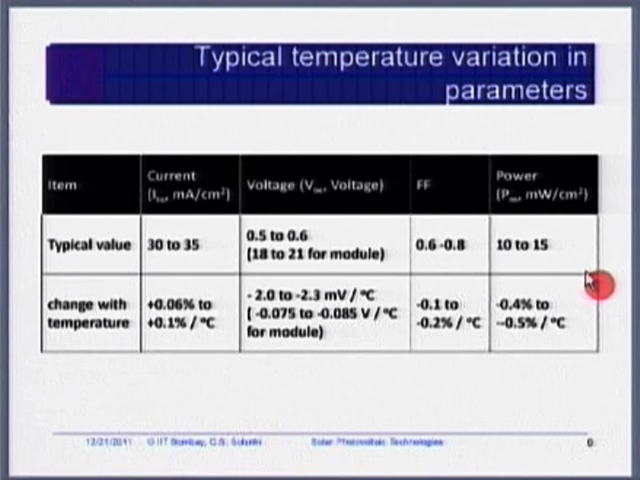 Typical temperature variation in
parameters
Item
Current
(Isc, mA/cm²)
Voltage (Voc, Voltage)
FF
Power
(Pm, mW/cm²)
Typical value
30 to 35
0.5 to 0.6
(18 to 21 for module)
0.6 -0.8
10 to 15
change with
temperature
+0.06% to
+0.1% / °C
- 2.0 to -2.3 mV / °C
( -0.075 to -0.085 V / °C
for module)
-0.1 to
-0.2% / °C
-0.4% to
--0.5% / °C
12/21/2011 © IIT Bombay, C.S. Solanki Solar Photovoltaic Technologies